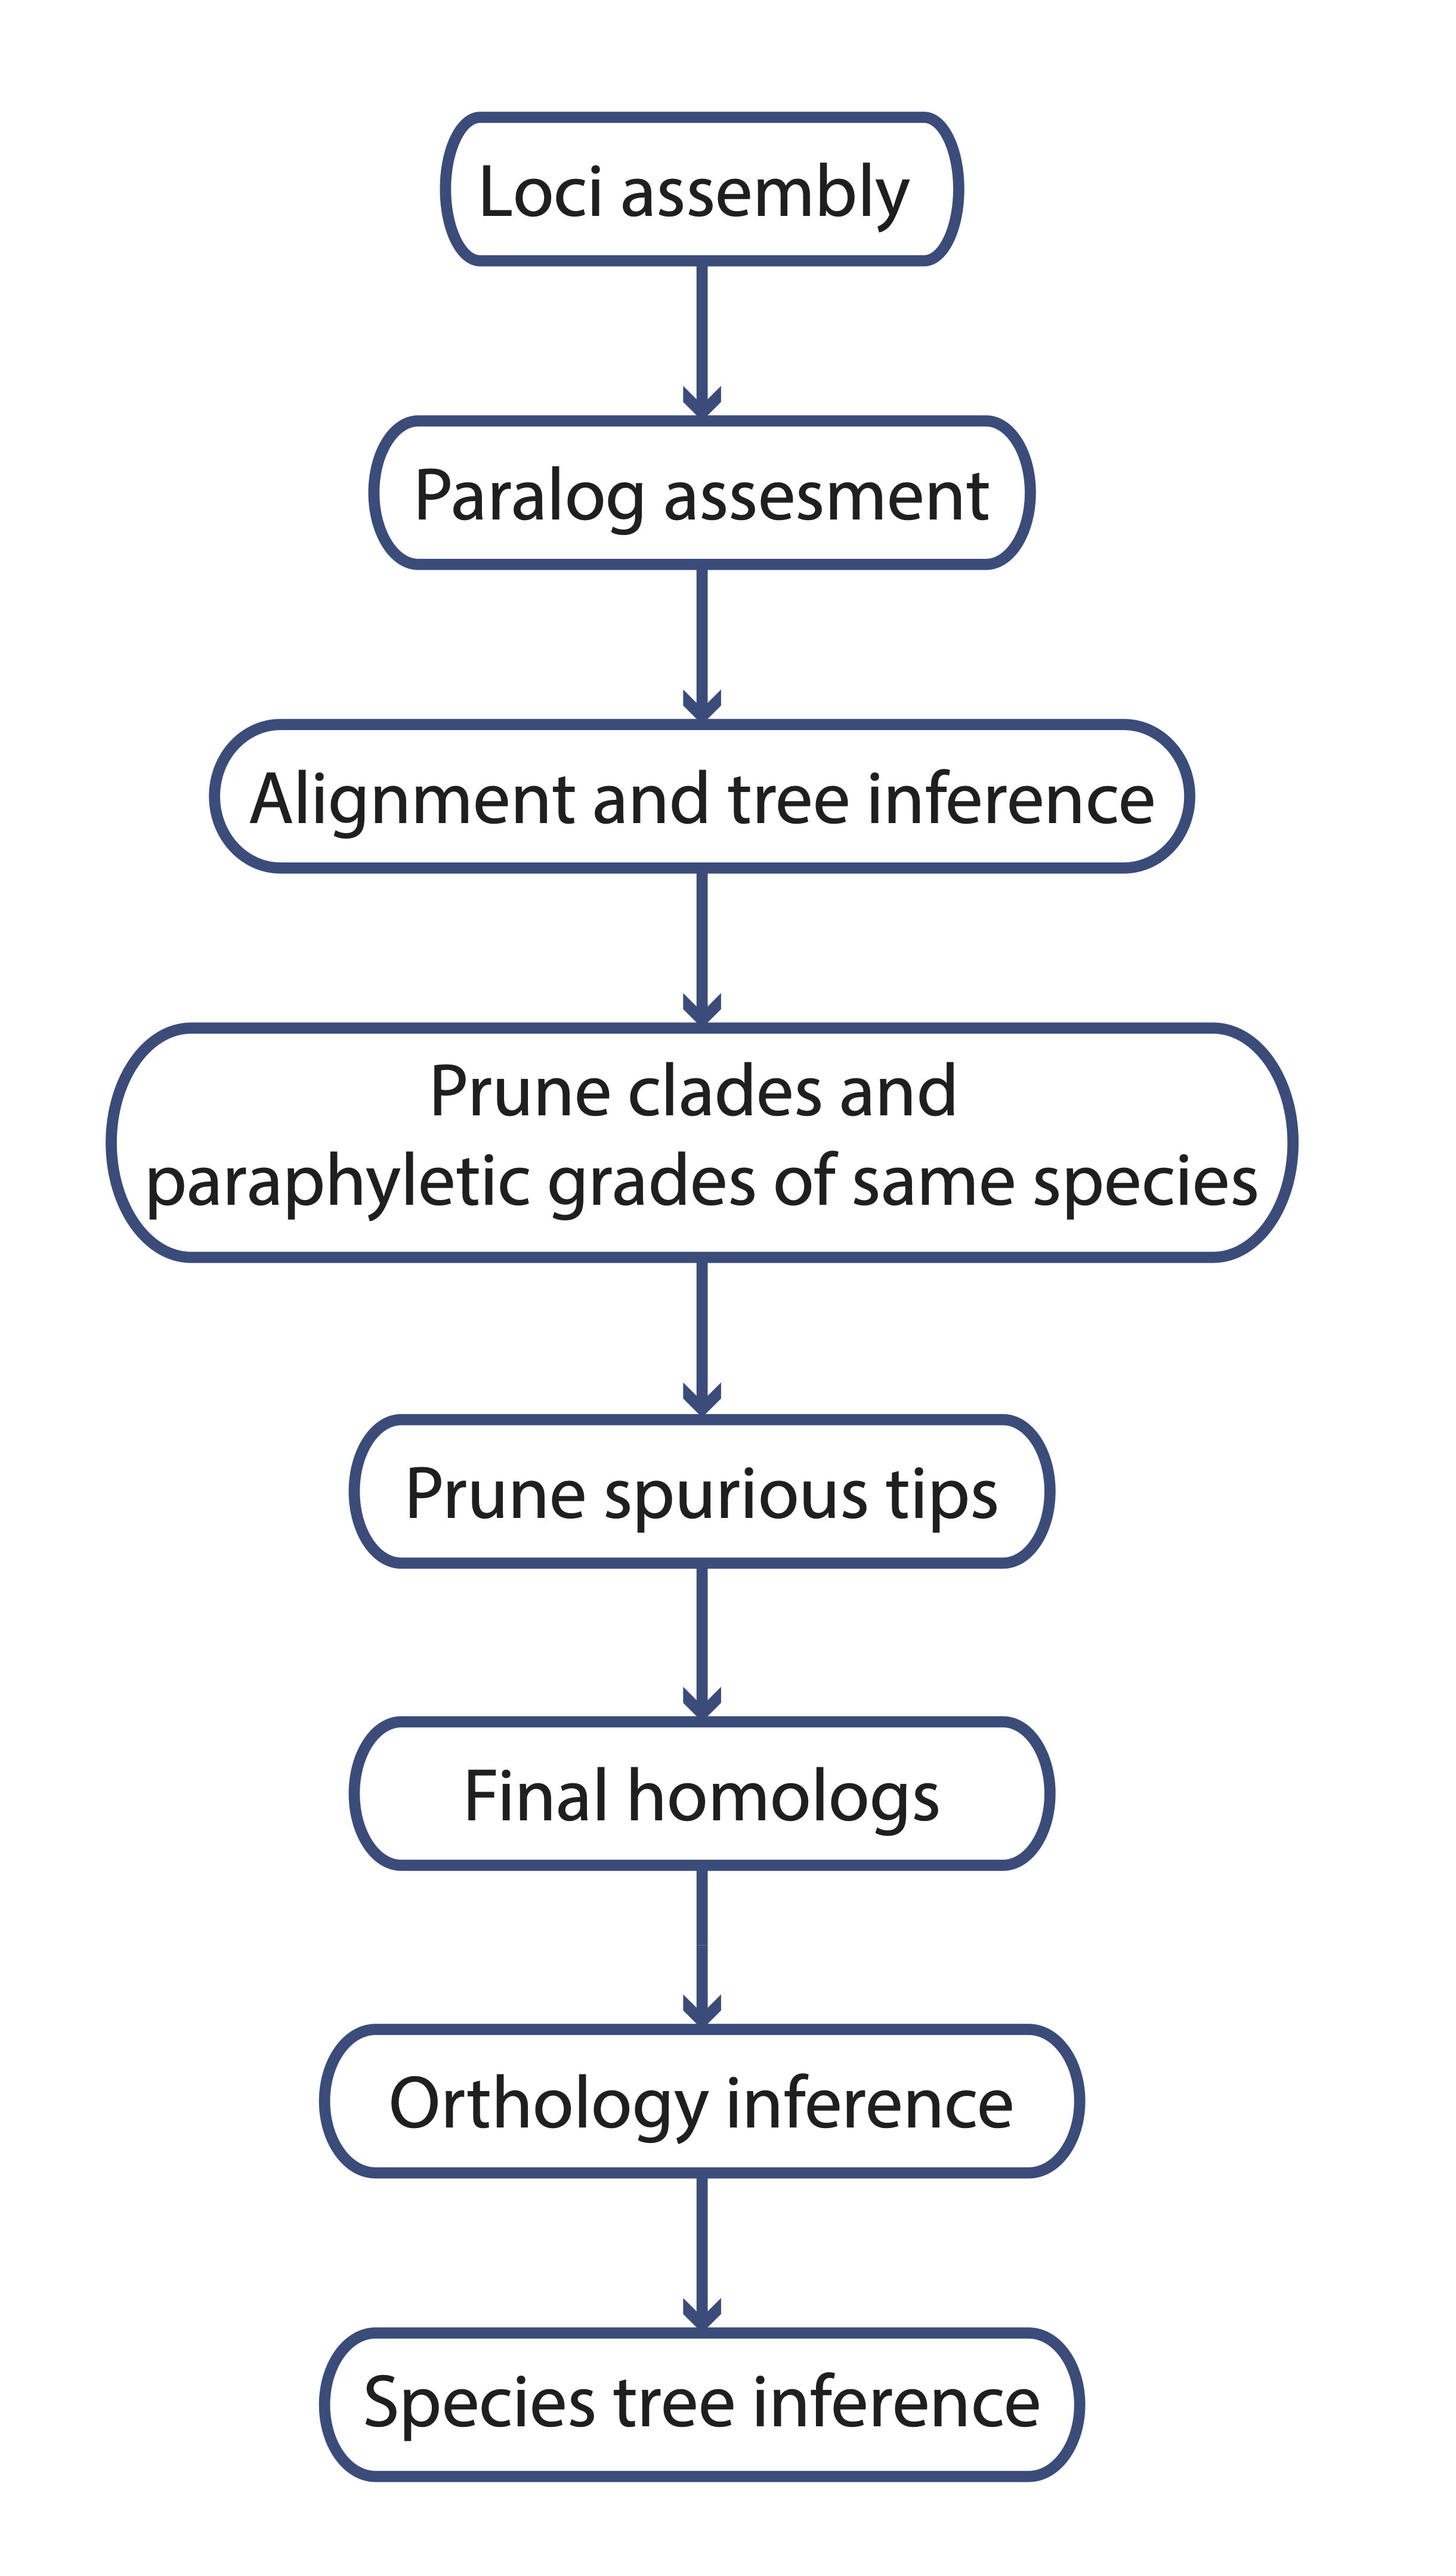 Loci assembly
Paralog assesment
Alignment and tree inference
Prune clades and
paraphyletic grades of same species
Prune spurious tips
Final homologs
Orthology inference
Species tree inference